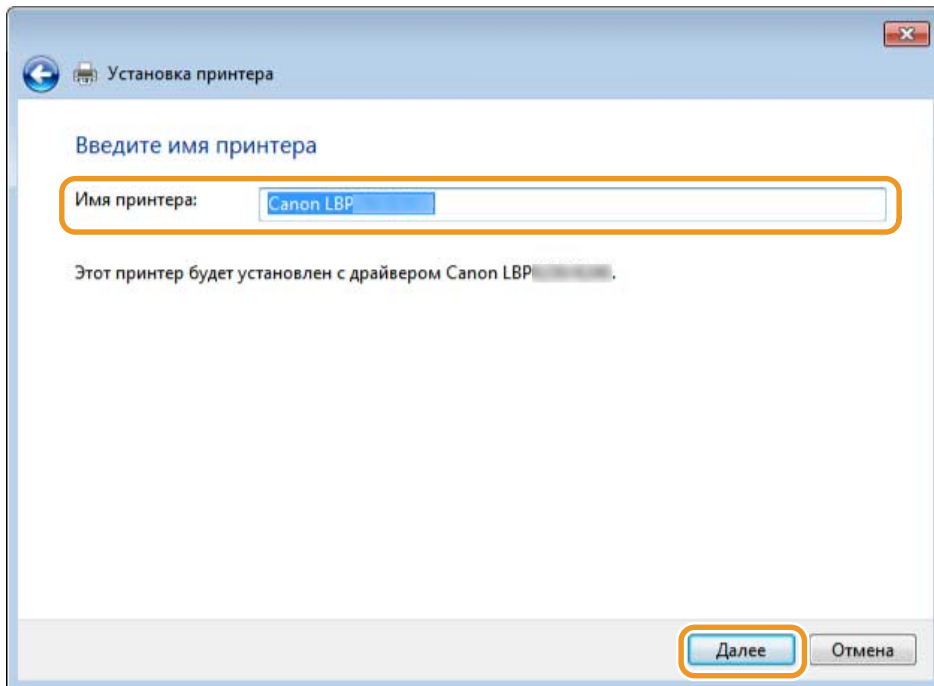 Установка принтера
Введите имя принтера
Имя принтера: Canon LBP
Этот принтер будет установлен с драйвером Canon LBP .
Далее Отмена